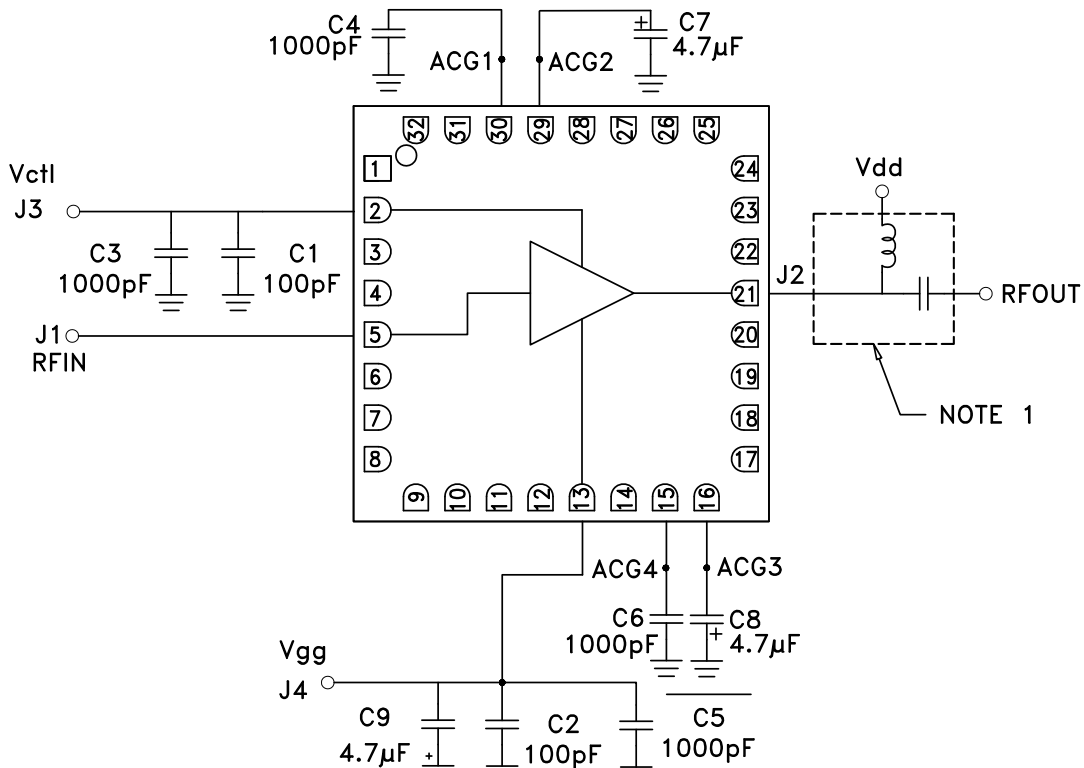 C4
1000pF
ACG1
ACG2
+
C7
4.7µF
32
31
30
29
28
27
26
25
1
2
3
4
5
6
7
8
24
23
22
21
20
19
18
17
9
10
11
12
13
14
15
16
Vctl
J3
C3
1000pF
C1
100pF
J1
RFIN
Vdd
J2
RFOUT
NOTE 1
ACG4
ACG3
C6
1000pF
C8
+
4.7µF
Vgg
J4
C9
4.7µF
+
C2
100pF
C5
1000pF